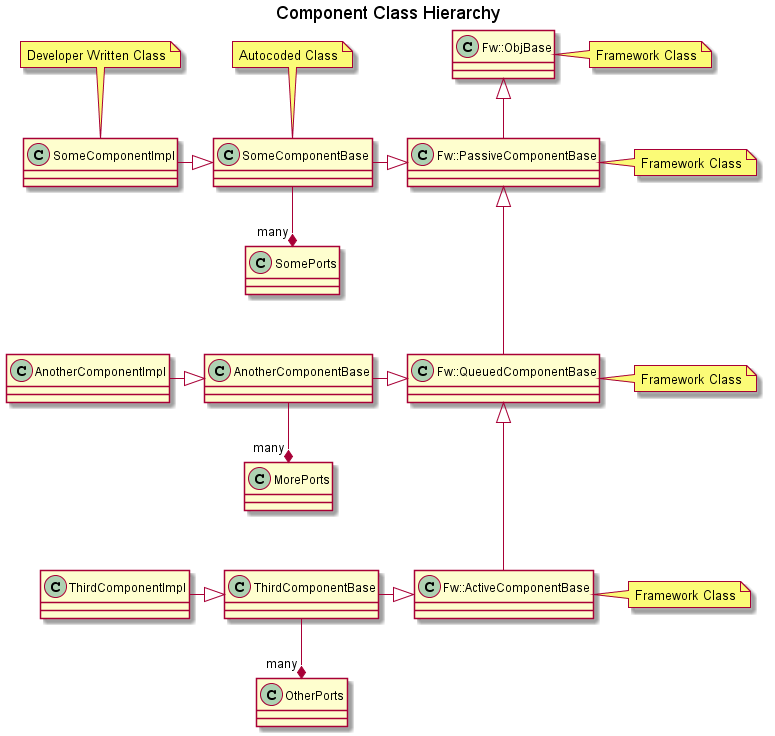 Component Class Hierarchy
Developer Written Class
Autocoded Class
C Fw::ObjBase
Framework Class
C SomeComponentImpl
C SomeComponentBase
C Fw::PassiveComponentBase
Framework Class
many
C SomePorts
C AnotherComponentImpl
C AnotherComponentBase
C Fw::QueuedComponentBase
Framework Class
many
C MorePorts
C ThirdComponentImpl
C ThirdComponentBase
C Fw::ActiveComponentBase
Framework Class
many
C OtherPorts